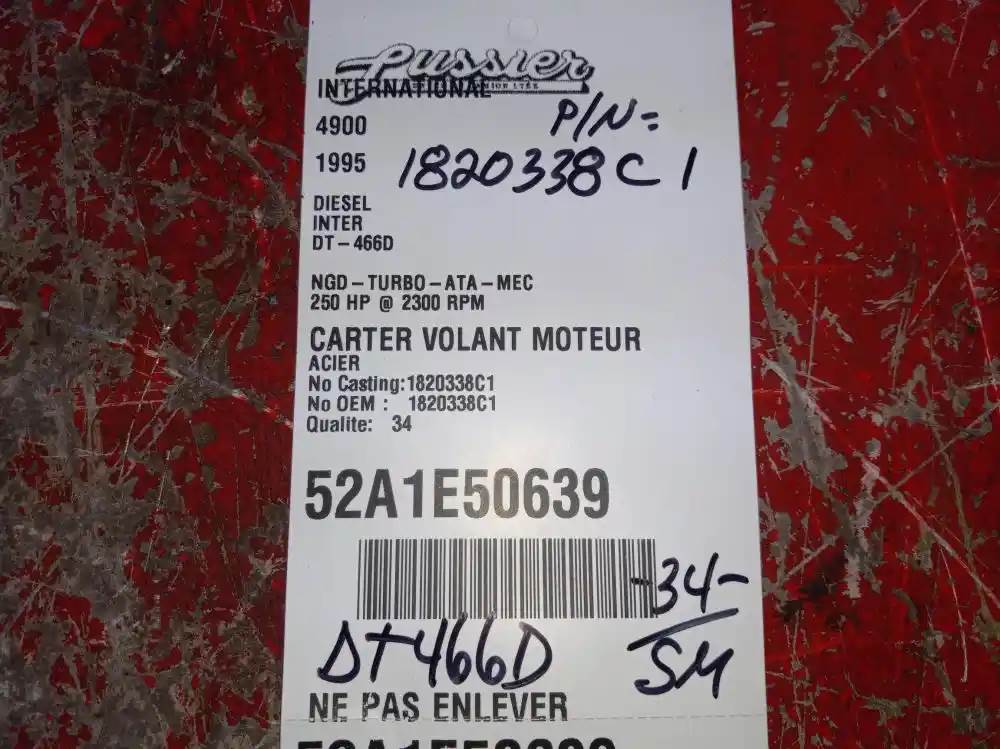 Pussier
INTERNATIONAL
4900
P/N=
1995 1820338C1
DIESEL
INTER
DT-466D
NGD-TURBO-ATA-MEC
250 HP @ 2300 RPM
CARTER VOLANT MOTEUR
ACIER
No Casting:1820338C1
No OEM : 1820338C1
Qualite: 34
52A1E50639
-34-
DT466D SM
NE PAS ENLEVER